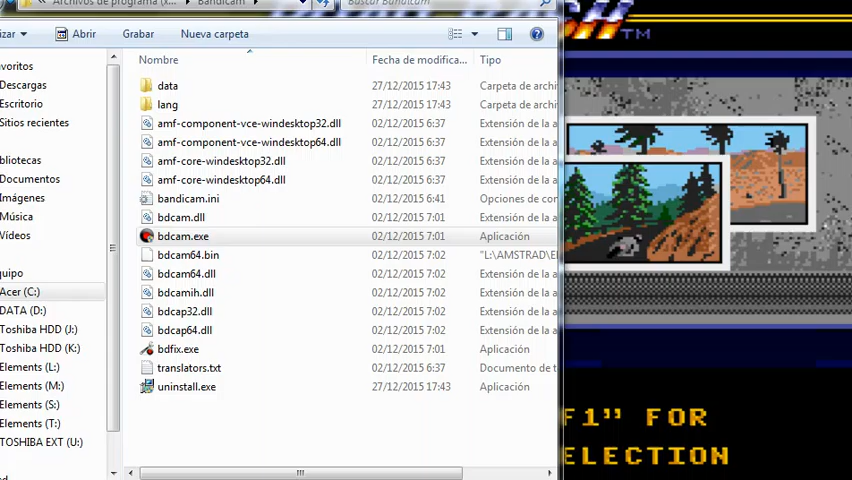 Archivos de programa (x... ▸ Bandicam ▸
Buscar Bandicam
izar ▾ Abrir Grabar Nueva carpeta
Nombre Fecha de modifica... Tipo
data 27/12/2015 17:43 Carpeta de archi
lang 27/12/2015 17:43 Carpeta de archi
amf-component-vce-windesktop32.dll 02/12/2015 6:37 Extensión de la a
amf-component-vce-windesktop64.dll 02/12/2015 6:37 Extensión de la a
amf-core-windesktop32.dll 02/12/2015 6:37 Extensión de la a
amf-core-windesktop64.dll 02/12/2015 6:37 Extensión de la a
bandicam.ini 02/12/2015 6:41 Opciones de con
bdcam.dll 02/12/2015 7:01 Extensión de la a
bdcam.exe 02/12/2015 7:01 Aplicación
bdcam64.bin 02/12/2015 7:02 "L:\AMSTRAD\EI
bdcam64.dll 02/12/2015 7:02 Extensión de la a
bdcamih.dll 02/12/2015 7:02 Extensión de la a
bdcap32.dll 02/12/2015 7:02 Extensión de la a
bdcap64.dll 02/12/2015 7:02 Extensión de la a
bdfix.exe 02/12/2015 7:01 Aplicación
translators.txt 02/12/2015 6:37 Documento de t
uninstall.exe 27/12/2015 17:43 Aplicación
avoritos
Descargas
Escritorio
Sitios recientes
ibliotecas
Documentos
Imágenes
Música
Vídeos
quipo
Acer (C:)
DATA (D:)
Toshiba HDD (J:)
Toshiba HDD (K:)
Elements (L:)
Elements (M:)
Elements (S:)
Elements (T:)
TOSHIBA EXT (U:)
TM
F1" FOR
ELECTION